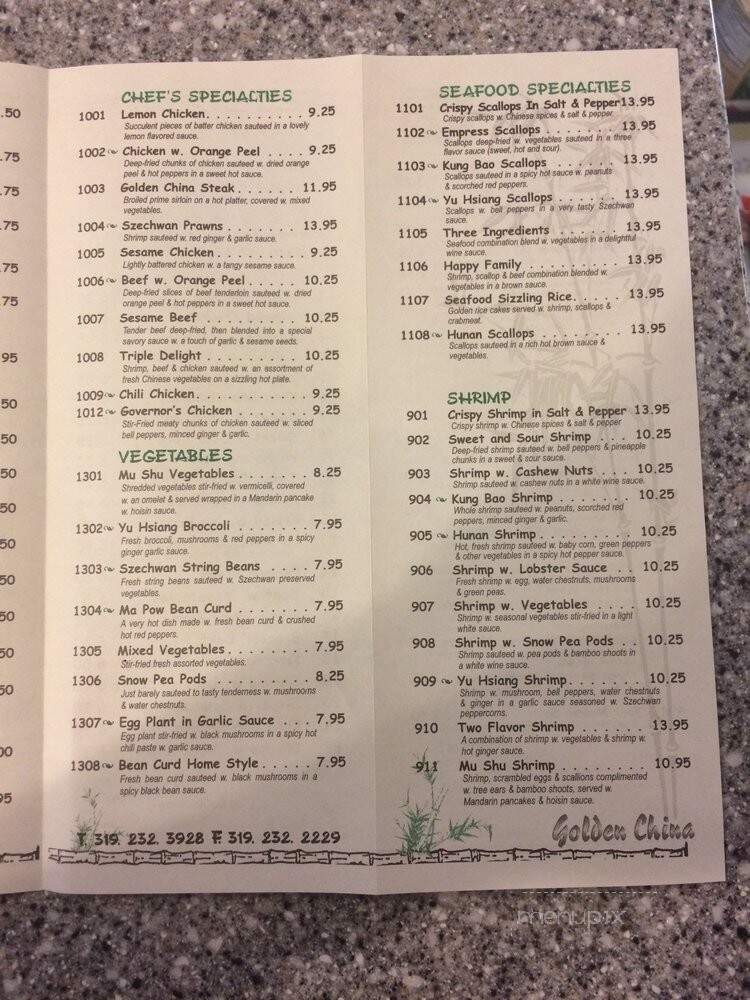 .50
.75
.75
.75
.75
.75
95
50
50
50
50
50
50
50
50
50
00
95
CHEF'S SPECIALTIES
1001 Lemon Chicken. . . . . . . . . . 9.25
Succulent pieces of batter chicken sauteed in a lovely
lemon flavored sauce.
1002 Chicken w. Orange Peel . . . . 9.25
Deep-fried chunks of chicken sauteed w. dried orange
peel & hot peppers in a sweet hot sauce.
1003 Golden China Steak. . . . . . 11.95
Broiled prime sirloin on a hot platter, covered w. mixed
vegetables.
1004 Szechwan Prawns . . . . . . . 13.95
Shrimp sauteed w. red ginger & garlic sauce.
1005 Sesame Chicken. . . . . . . . . 9.25
Lightly battered chicken w. a tangy sesame sauce.
1006 Beef w. Orange Peel. . . . . 10.25
Deep-fried slices of beef tenderloin sauteed w. dried
orange peel & hot peppers in a sweet hot sauce.
1007 Sesame Beef . . . . . . . . . 10.25
Tender beef deep-fried, then blended into a special
savory sauce w. a touch of garlic & sesame seeds.
1008 Triple Delight . . . . . . . . . 10.25
Shrimp, beef & chicken sauteed w. an assortment of
fresh Chinese vegetables on a sizzling hot plate.
1009 Chili Chicken. . . . . . . . . . . 9.25
1012 Governor's Chicken . . . . . . 9.25
Stir-Fried meaty chunks of chicken sauteed w. sliced
bell peppers, minced ginger & garlic.
VEGETABLES
1301 Mu Shu Vegetables . . . . . . . 8.25
Shredded vegetables stir-fried w. vermicelli, covered
w. an omelet & served wrapped in a Mandarin pancake
w. hoisin sauce.
1302 Yu Hsiang Broccoli . . . . . . . 7.95
Fresh broccoli, mushrooms & red peppers in a spicy
ginger garlic sauce.
1303 Szechwan String Beans . . . . 7.95
Fresh string beans sauteed w. Szechwan preserved
vegetables.
1304 Ma Pow Bean Curd . . . . . . . 7.95
A very hot dish made w. fresh bean curd & crushed
hot red peppers.
1305 Mixed Vegetables. . . . . . . . 7.95
Stir-fried fresh assorted vegetables.
1306 Snow Pea Pods . . . . . . . . . 8.25
Just barely sauteed to tasty tenderness w. mushrooms
& water chestnuts.
1307 Egg Plant in Garlic Sauce . . . 7.95
Egg plant stir-fried w. black mushrooms in a spicy hot
chili paste w. garlic sauce.
1308 Bean Curd Home Style. . . . . 7.95
Fresh bean curd sauteed w. black mushrooms in a
spicy black bean sauce.
T. 319. 232. 3928 F. 319. 232. 2229
SEAFOOD SPECIALTIES
1101 Crispy Scallops In Salt & Pepper 13.95
Crispy scallops w. Chinese spices & salt & pepper
1102 Empress Scallops . . . . . . 13.95
Scallops deep-fried w. vegetables sauteed in a three
flavor sauce (sweet, hot and sour).
1103 Kung Bao Scallops . . . . . . 13.95
Scallops sauteed in a spicy hot sauce w. peanuts
& scorched red peppers.
1104 Yu Hsiang Scallops . . . . . . 13.95
Scallops w. bell peppers in a very tasty Szechwan
sauce.
1105 Three Ingredients . . . . . . 13.95
Seafood combination blend w. vegetables in a delightful
wine sauce.
1106 Happy Family . . . . . . . . . 13.95
Shrimp, scallop & beef combination blended w.
vegetables in a brown sauce.
1107 Seafood Sizzling Rice. . . . . 13.95
Golden rice cakes served w. shrimp, scallops &
crabmeat.
1108 Hunan Scallops . . . . . . . . 13.95
Scallops sauteed in a rich hot brown sauce &
vegetables.
SHRIMP
901 Crispy Shrimp in Salt & Pepper 13.95
Crispy shrimp w. Chinese spices & salt & pepper
902 Sweet and Sour Shrimp . . . 10.25
Deep-fried shrimp sauteed w. bell peppers & pineapple
chunks in a sweet & sour sauce.
903 Shrimp w. Cashew Nuts . . . 10.25
Shrimp sauteed w. cashew nuts in a white wine sauce.
904 Kung Bao Shrimp . . . . . . . 10.25
Whole shrimp sauteed w. peanuts, scorched red
peppers, minced ginger & garlic.
905 Hunan Shrimp. . . . . . . . . 10.25
Hot, fresh shrimp sauteed w. baby corn, green peppers
& other vegetables in a spicy hot pepper sauce.
906 Shrimp w. Lobster Sauce . . 10.25
Fresh shrimp w. egg, water chestnuts, mushrooms
& green peas.
907 Shrimp w. Vegetables . . . . 10.25
Shrimp w. seasonal vegetables stir-fried in a light
white sauce.
908 Shrimp w. Snow Pea Pods . . 10.25
Shrimp sauteed w. pea pods & bamboo shoots in
a white wine sauce.
909 Yu Hsiang Shrimp. . . . . . . 10.25
Shrimp w. mushroom, bell peppers, water chestnuts
& ginger in a garlic sauce seasoned w. Szechwan
peppercorns.
910 Two Flavor Shrimp . . . . . . 13.95
A combination of shrimp w. vegetables & shrimp w.
hot ginger sauce.
911 Mu Shu Shrimp . . . . . . . . 10.95
Shrimp, scrambled eggs & scallions complimented
w. tree ears & bamboo shoots, served w.
Mandarin pancakes & hoisin sauce.
Golden China
menupix